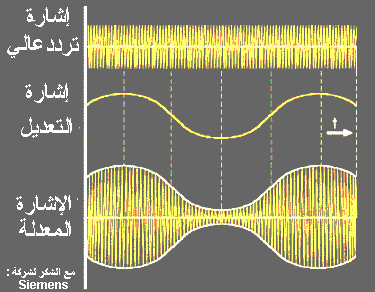 إشارة
تردد عالي
إشارة
التعديل
t
الإشارة
المعدلة
مع الشكر لشركة :
Siemens